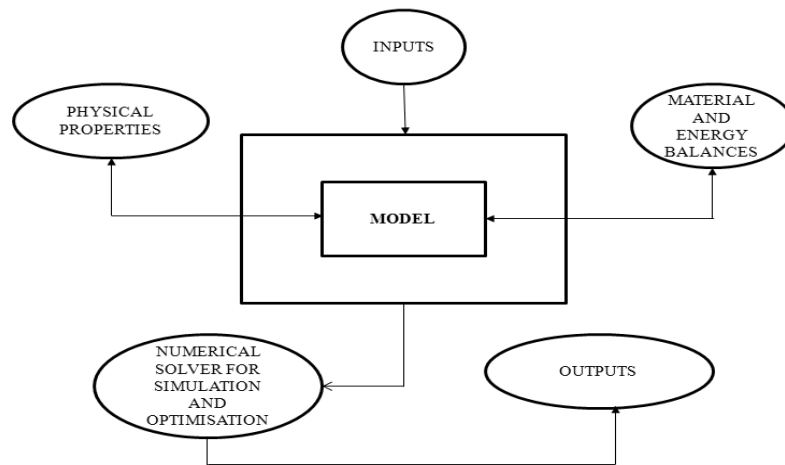 INPUTS
PHYSICAL
PROPERTIES
MATERIAL
AND
ENERGY
BALANCES
MODEL
NUMERICAL
SOLVER FOR
SIMULATION
AND
OPTIMISATION
OUTPUTS